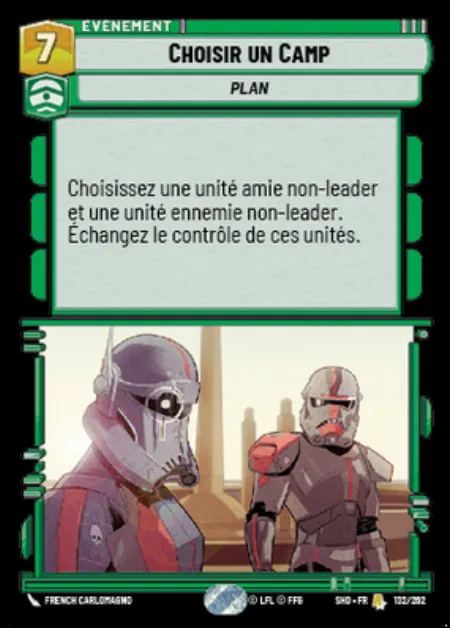 ÉVÉNEMENT
7
CHOISIR UN CAMP
PLAN
Choisissez une unité amie non-leader
et une unité ennemie non-leader.
Échangez le contrôle de ces unités.
FRENCH CARLOMAGNO
© LFL © FFG
SHD • FR
132/262